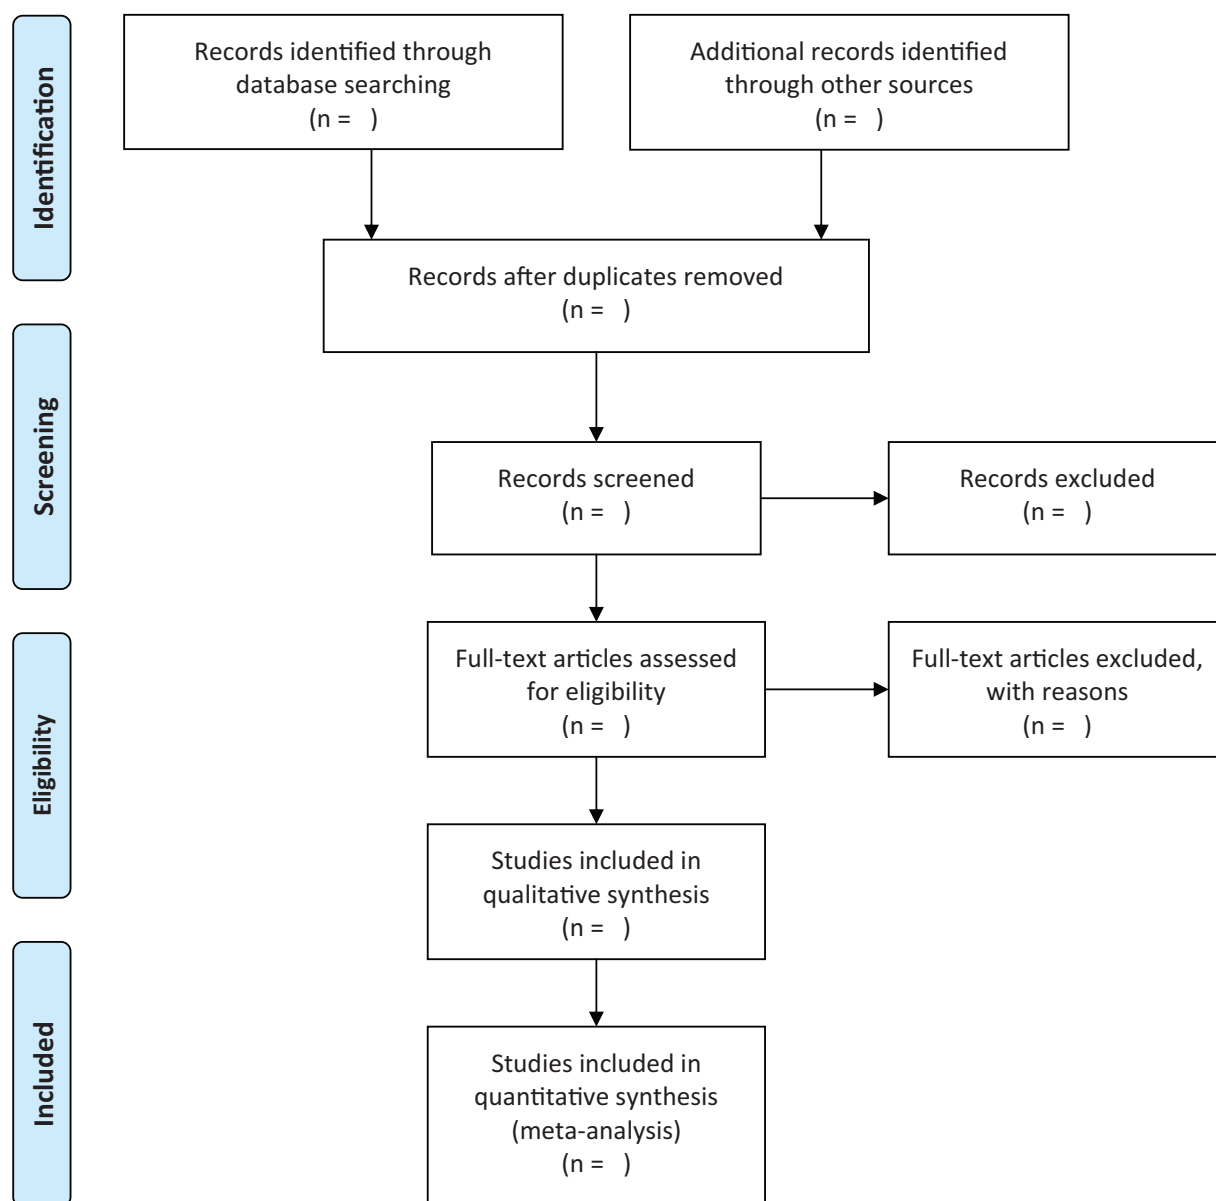 Identification
Records identified through
database searching
(n =   )
Additional records identified
through other sources
(n =   )
Records after duplicates removed
(n =   )
Screening
Records screened
(n =   )
Records excluded
(n =   )
Eligibility
Full-text articles assessed
for eligibility
(n =   )
Full-text articles excluded,
with reasons
(n =   )
Studies included in
qualitative synthesis
(n =   )
Included
Studies included in
quantitative synthesis
(meta-analysis)
(n =   )